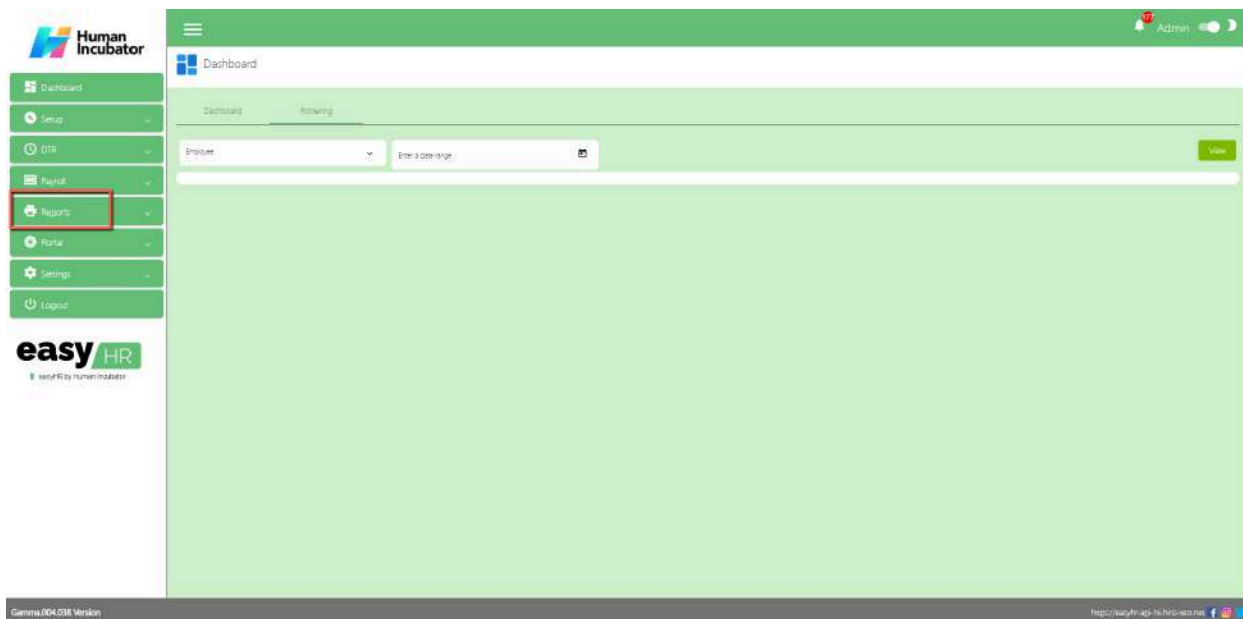 Human
Incubator
Admin
Dashboard
Dashboard
Setup
DTR
Payroll
Reports
Portal
Settings
Logout
Dashboard
Following
Employee
Enter a date range
View
easy HR
easyHR by Human Incubator
Gamma.004.038 Version